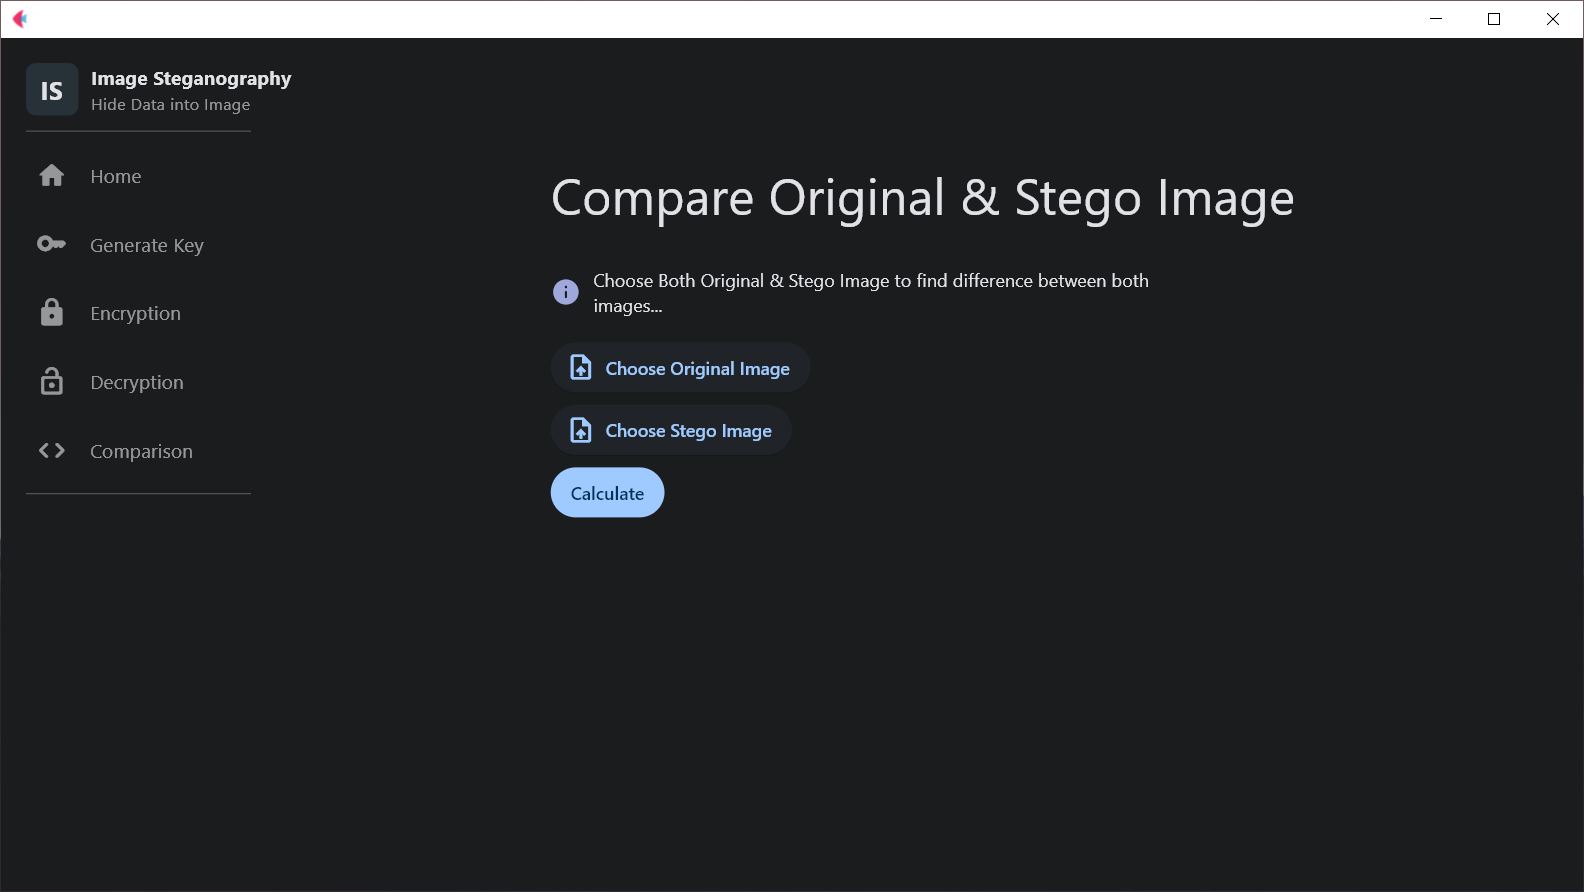 IS
Image Steganography
Hide Data into Image
Home
Generate Key
Encryption
Decryption
Comparison
Compare Original & Stego Image
Choose Both Original & Stego Image to find difference between both
images...
Choose Original Image
Choose Stego Image
Calculate